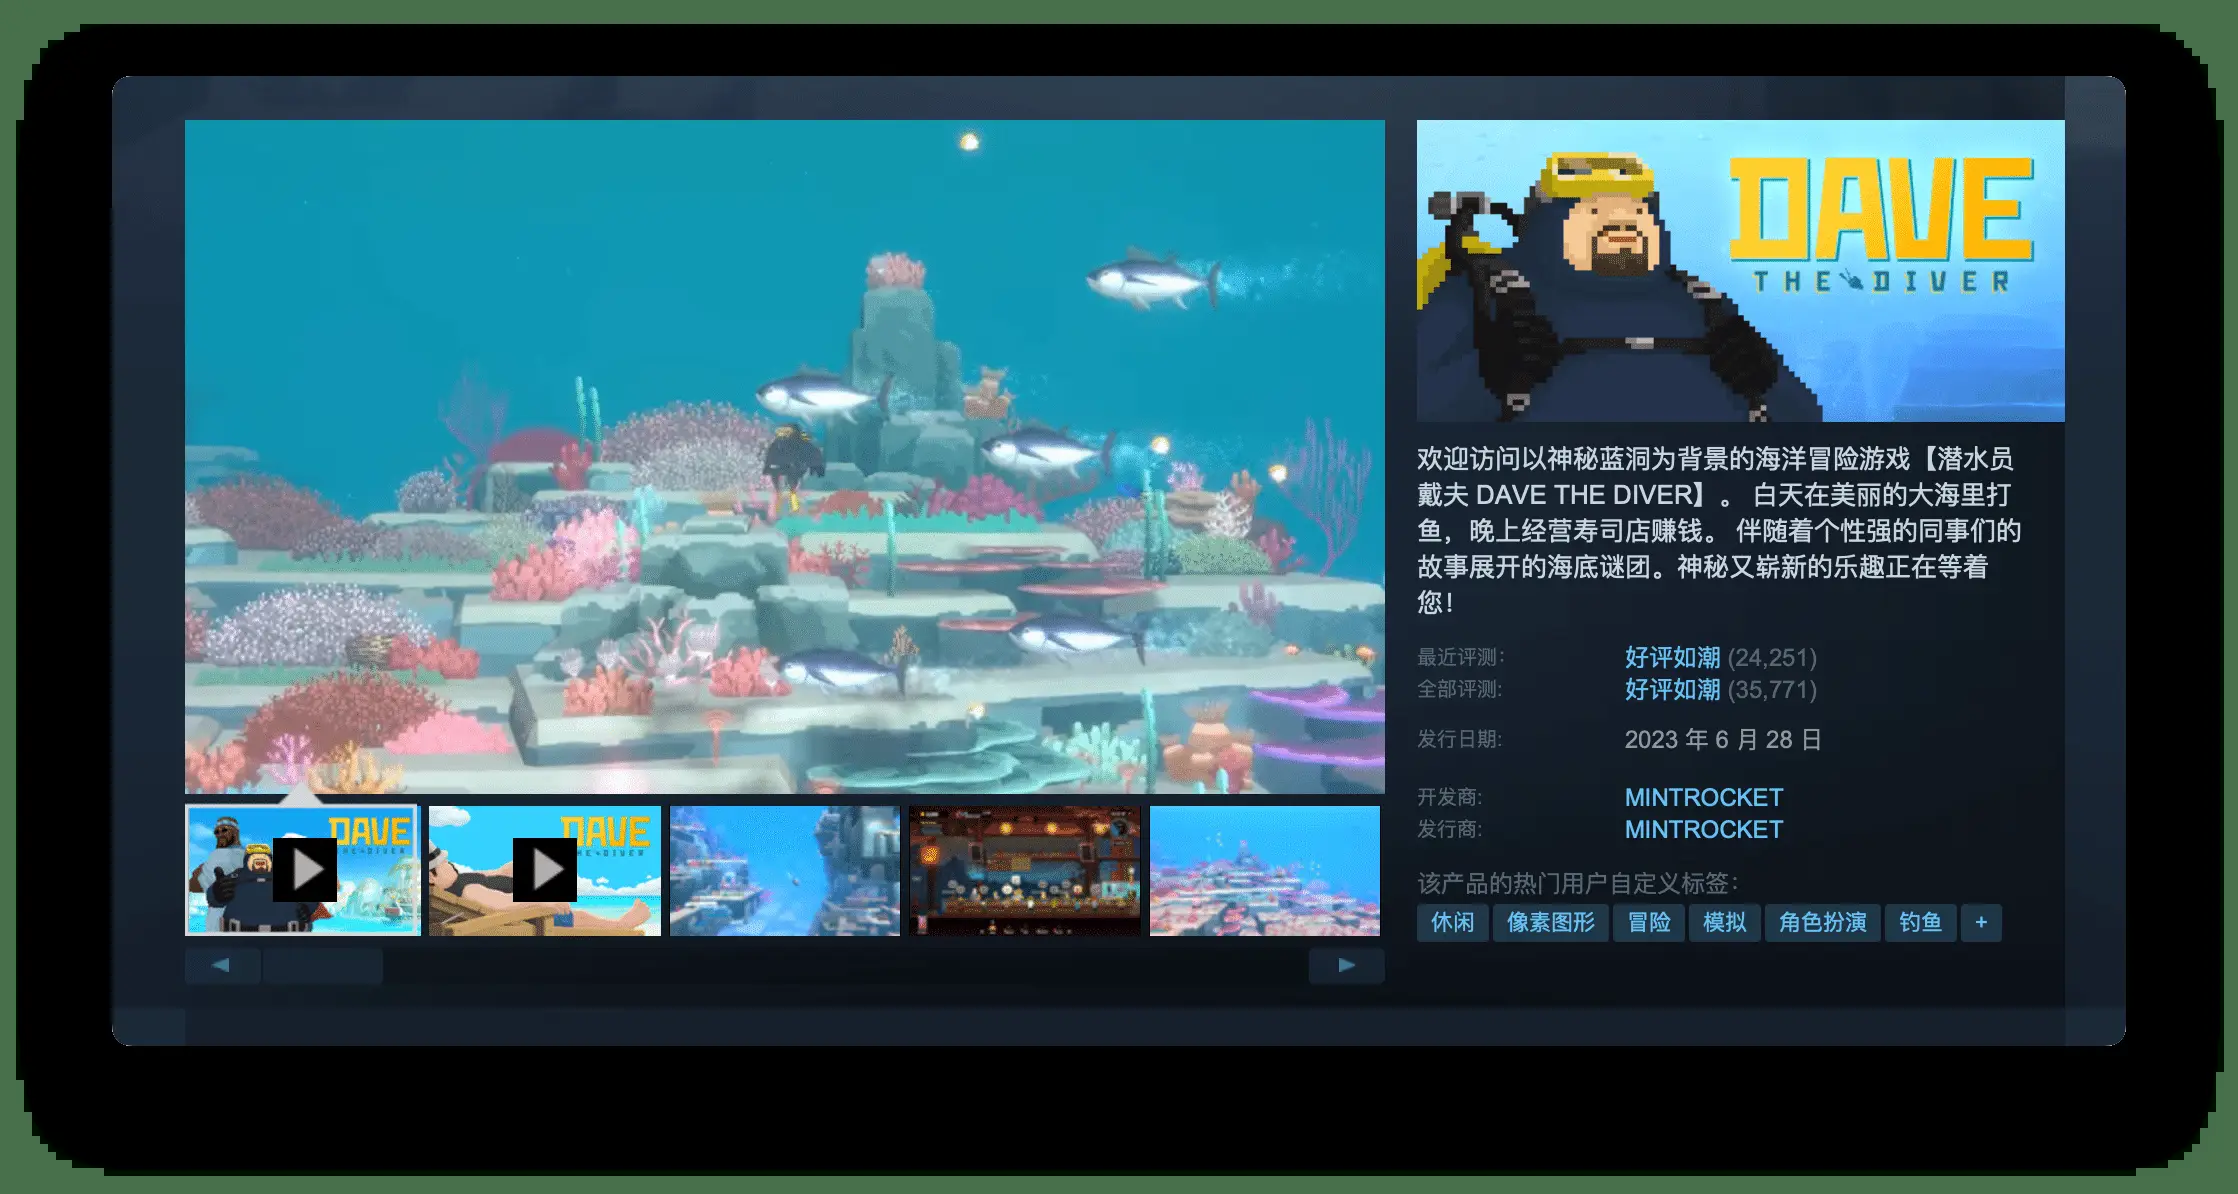 DAVE
THE DIVER
欢迎访问以神秘蓝洞为背景的海洋冒险游戏【潜水员
戴夫 DAVE THE DIVER】 。 白天在美丽的大海里打
鱼，晚上经营寿司店赚钱。 伴随着个性强的同事们的
故事展开的海底谜团。神秘又崭新的乐趣正在等着
您！
最近评测: 好评如潮 (24,251)
全部评测: 好评如潮 (35,771)
发行日期: 2023 年 6 月 28 日
开发商: MINTROCKET
发行商: MINTROCKET
该产品的热门用户自定义标签:
休闲 像素图形 冒险 模拟 角色扮演 钓鱼 +
DAVE
THE DIVER
DAVE
THE DIVER